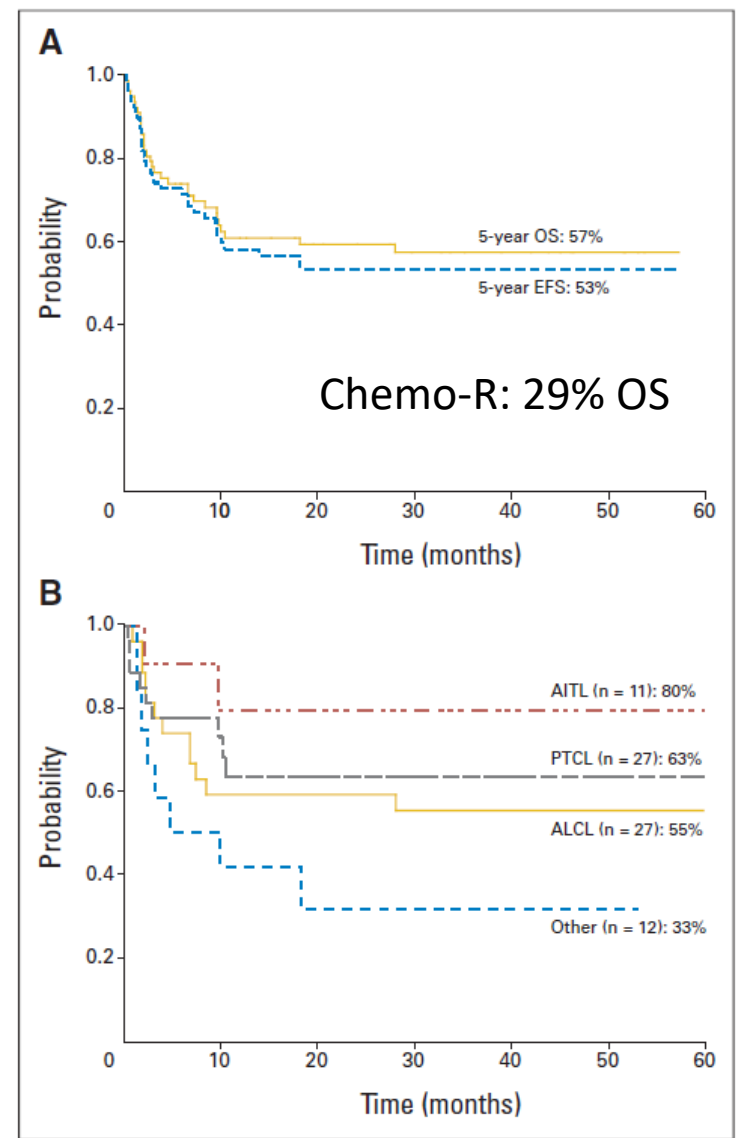 A
1.0
0.8
0.6
0.4
0.2
Probability
5-year OS: 57%
5-year EFS: 53%
Chemo-R: 29% OS
0 10 20 30 40 50 60
Time (months)
B
1.0
0.8
0.6
0.4
0.2
Probability
AITL (n = 11): 80%
PTCL (n = 27): 63%
ALCL (n = 27): 55%
Other (n = 12): 33%
0 10 20 30 40 50 60
Time (months)